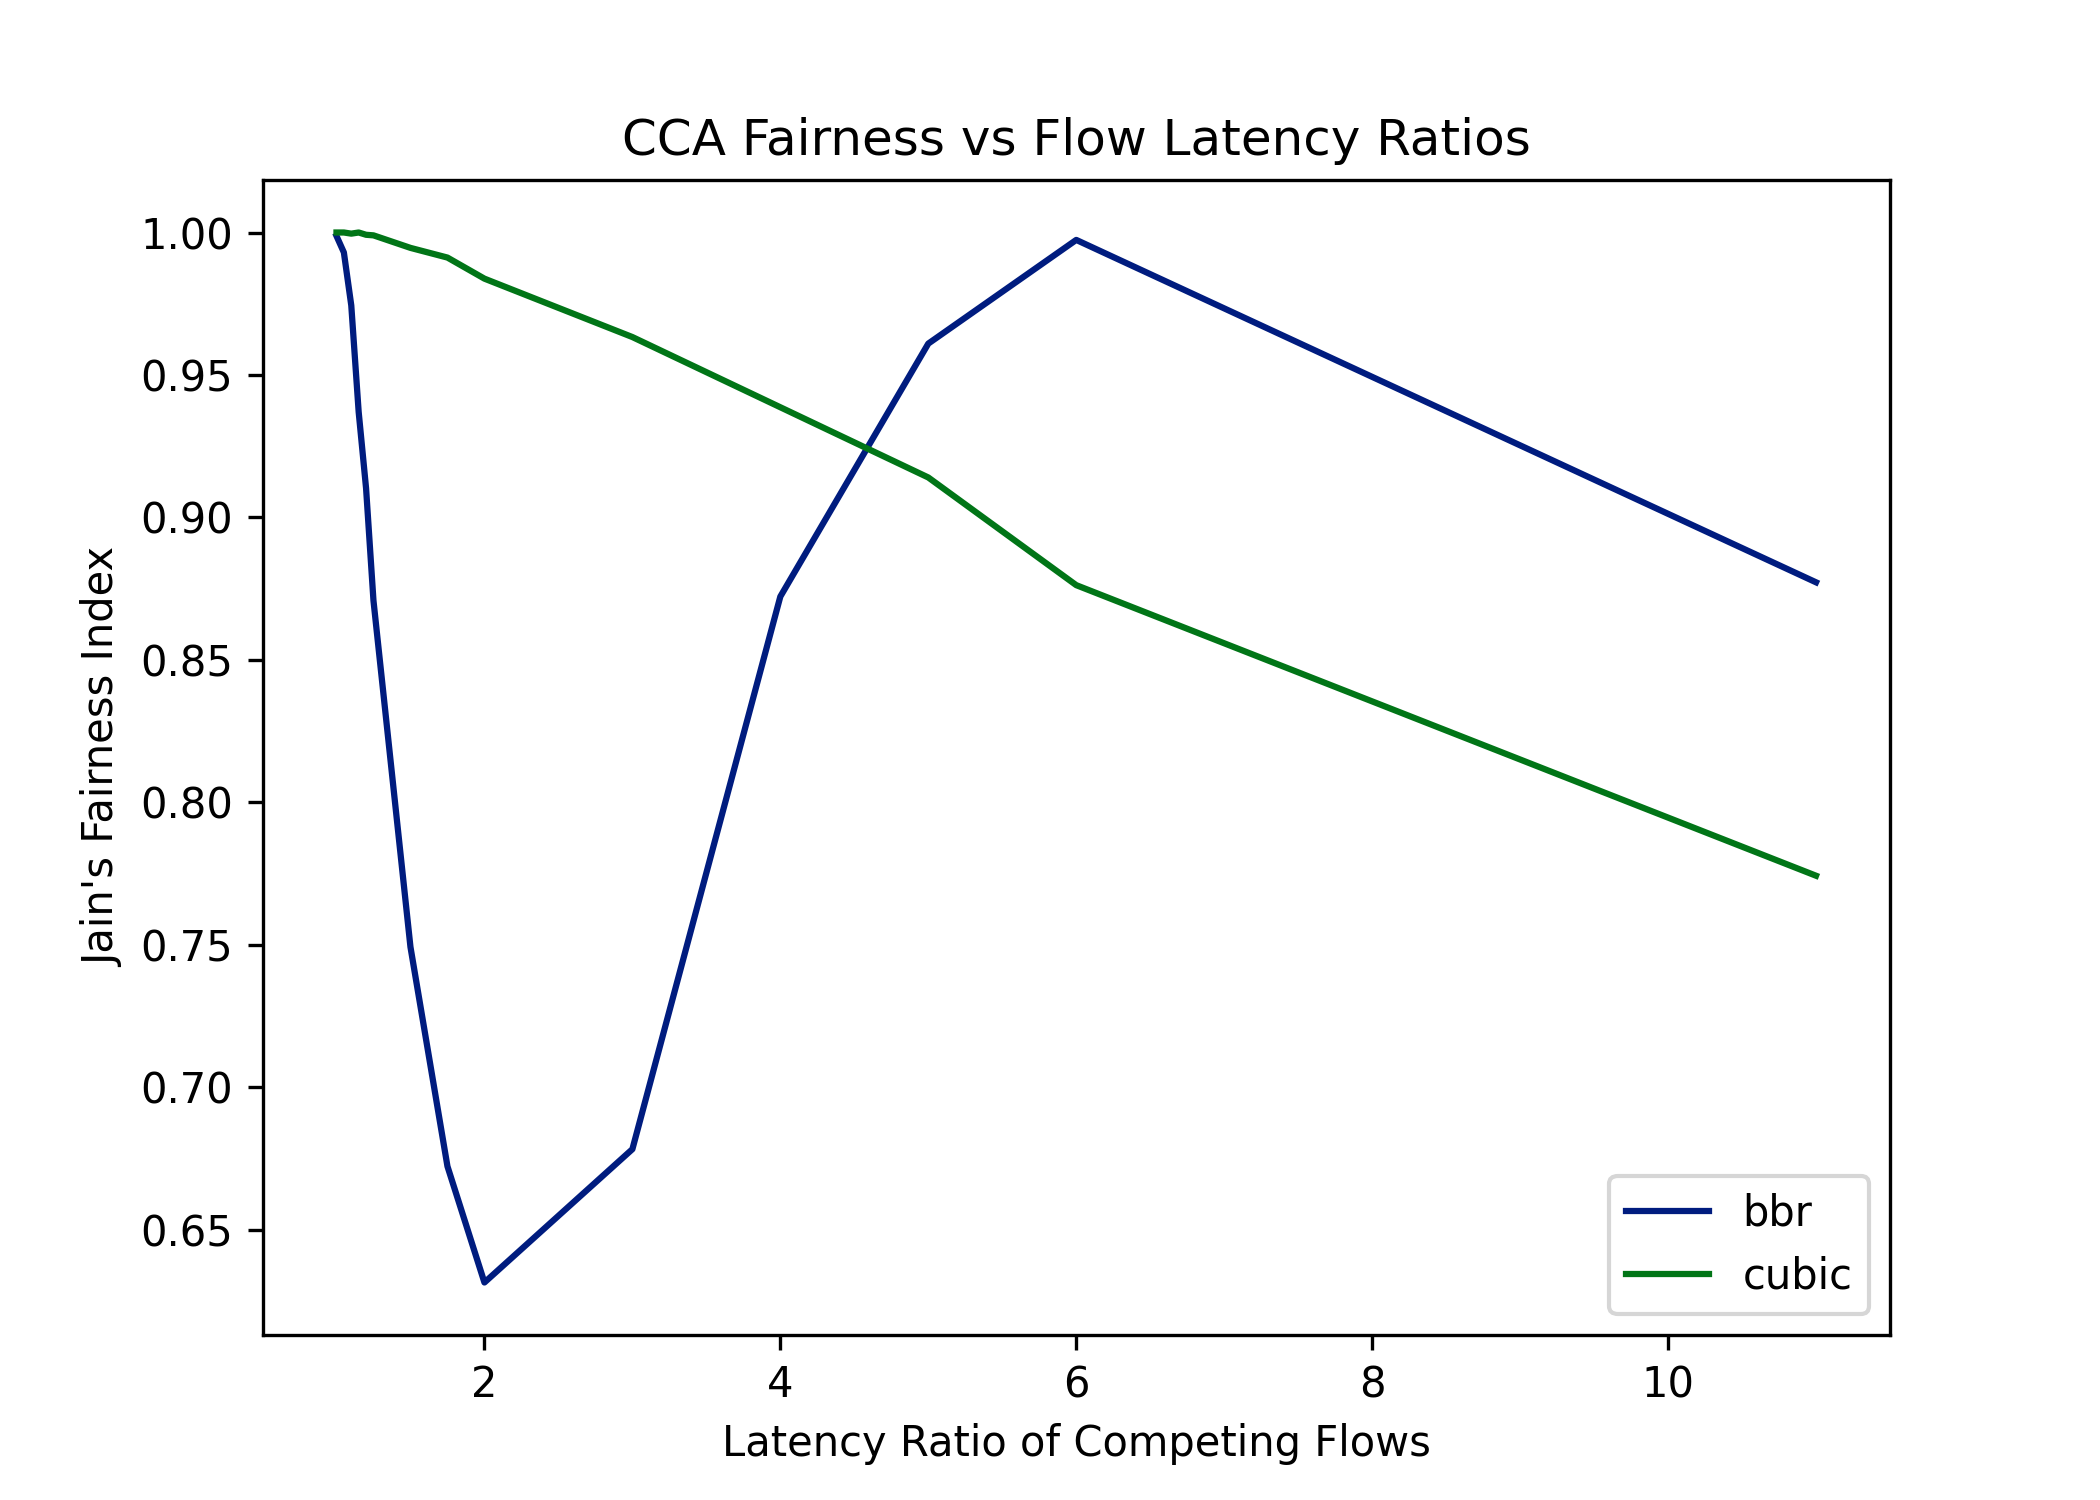 CCA Fairness vs Flow Latency Ratios
Jain's Fairness Index
1.00
0.95
0.90
0.85
0.80
0.75
0.70
0.65
2 4 6 8 10
Latency Ratio of Competing Flows
bbr
cubic